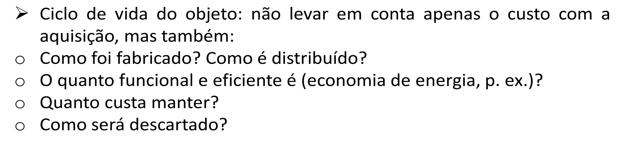 ➢ Ciclo de vida do objeto: não levar em conta apenas o custo com a
aquisição, mas também:
o Como foi fabricado? Como é distribuído?
o O quanto funcional e eficiente é (economia de energia, p. ex.)?
o Quanto custa manter?
o Como será descartado?